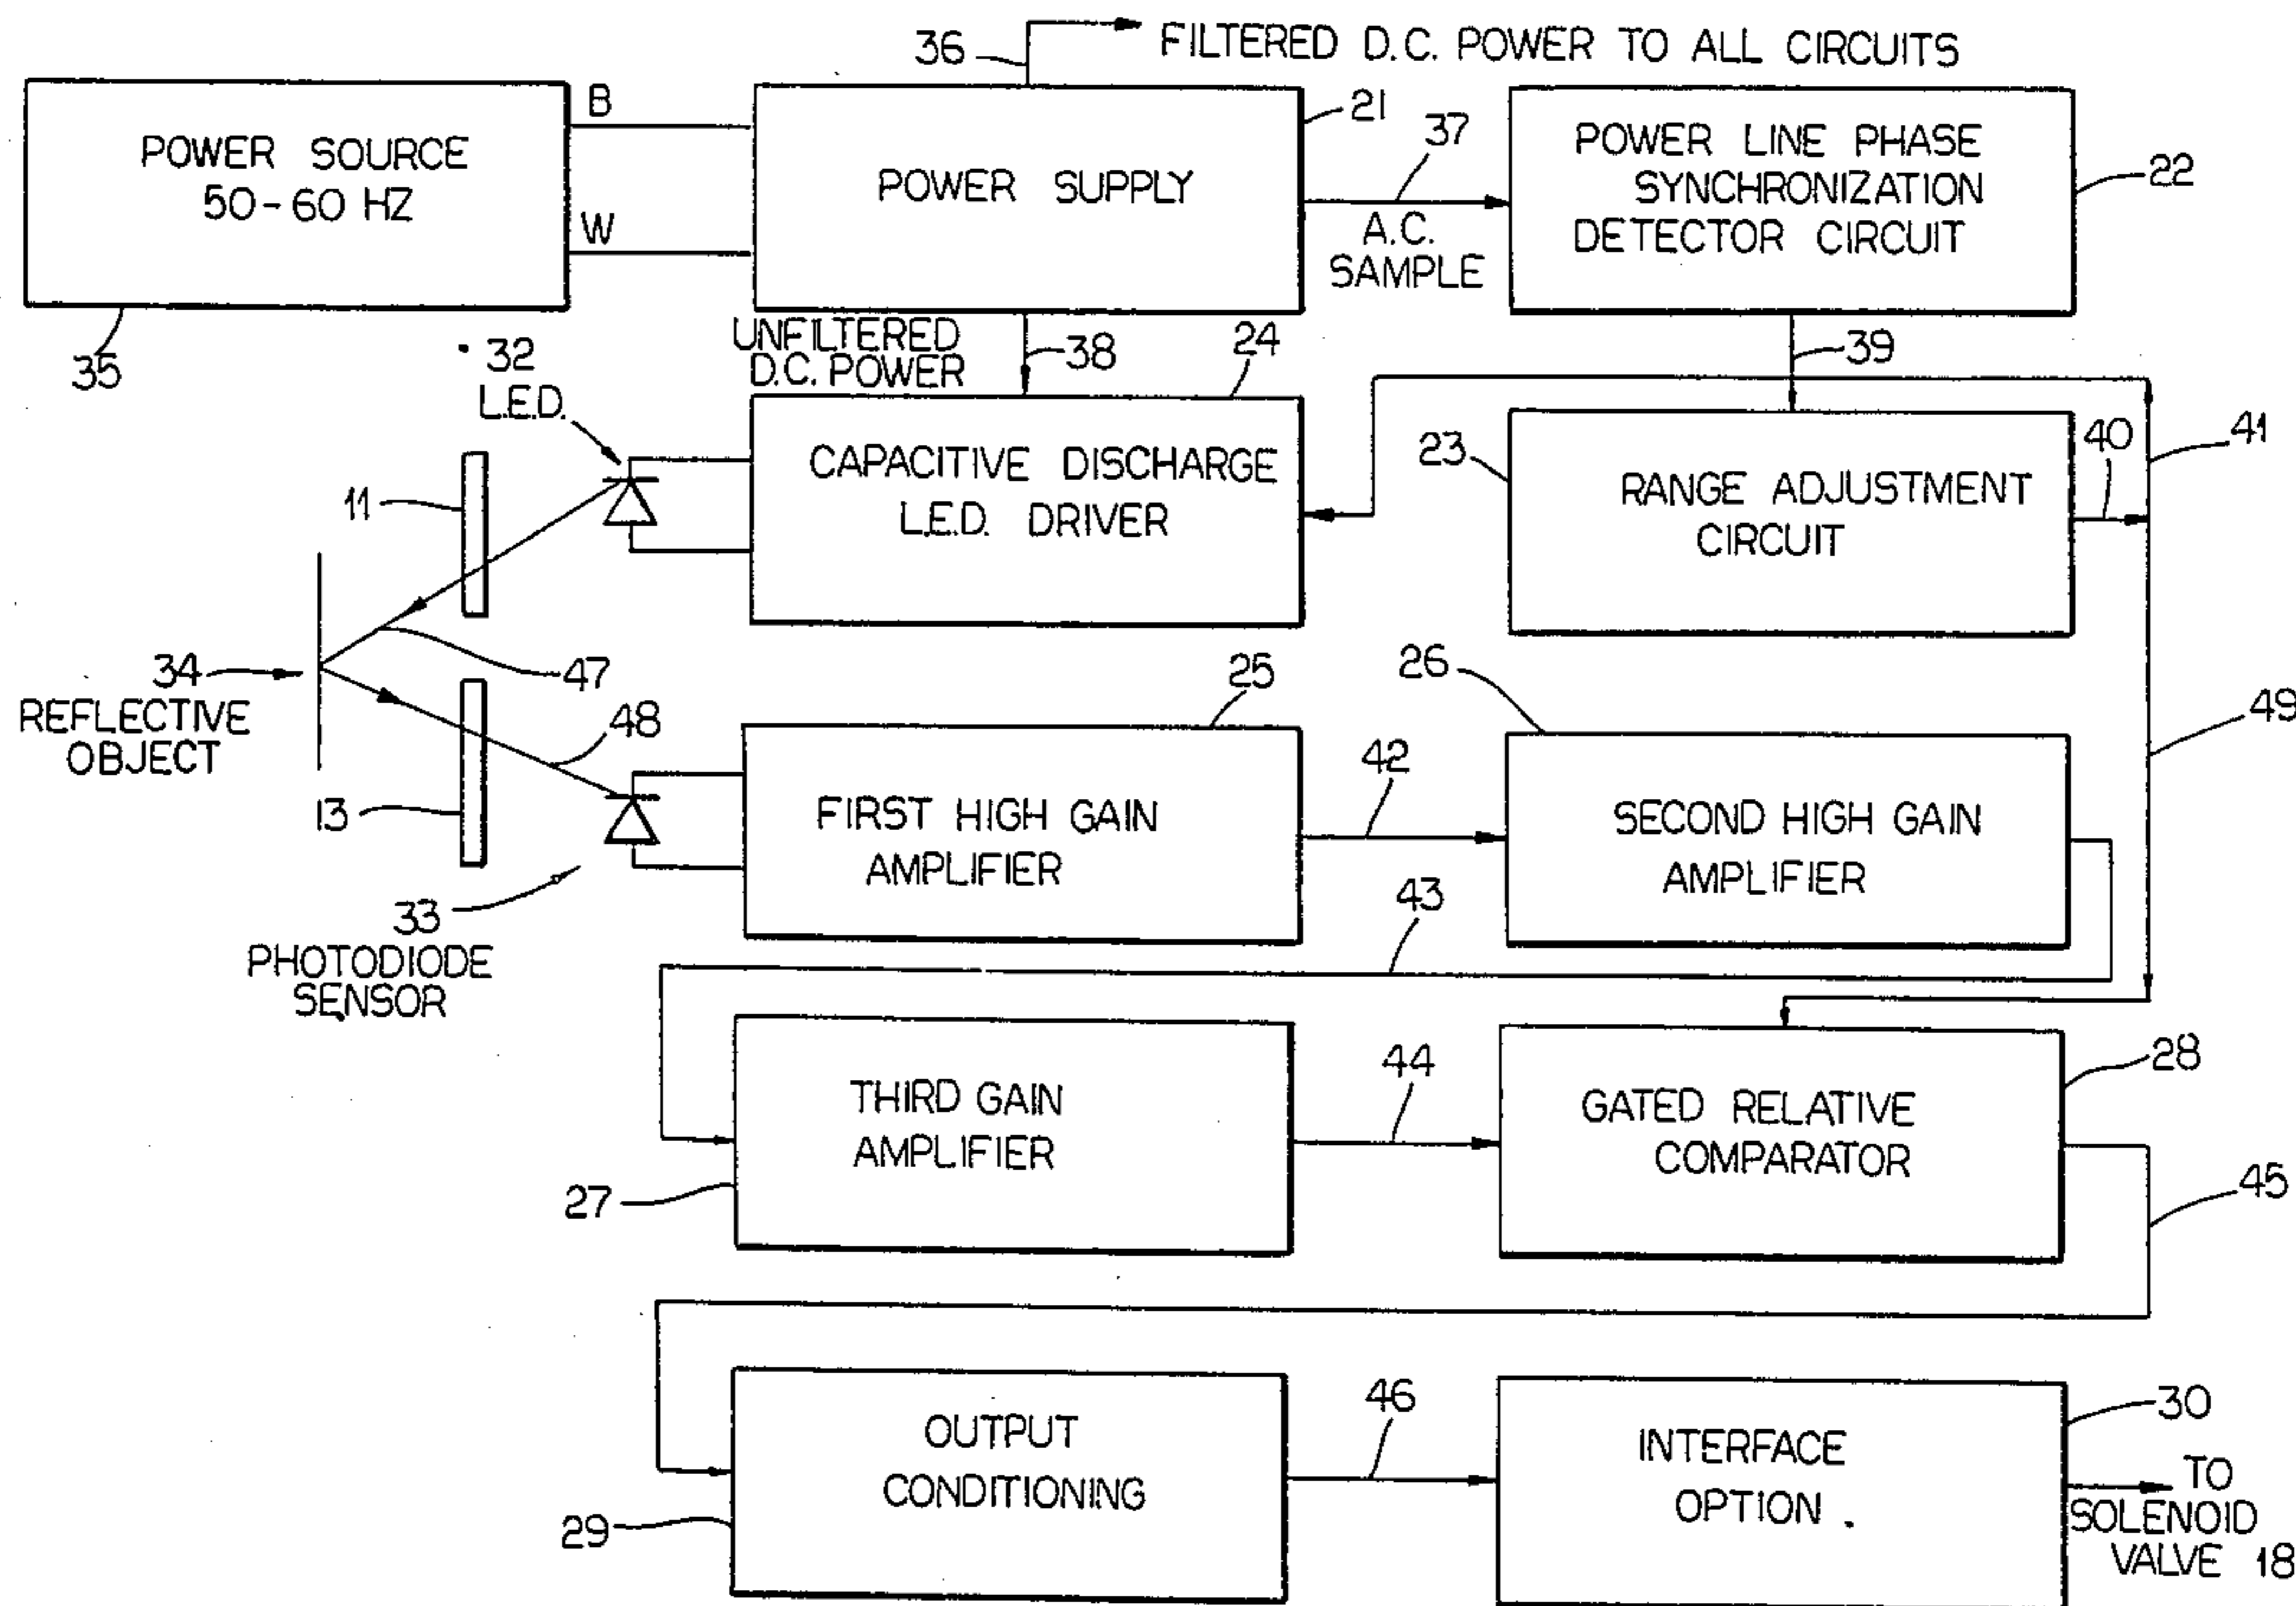 36
FILTERED D.C. POWER TO ALL CIRCUITS
B
W
POWER SOURCE
50-60 HZ
35
POWER SUPPLY
21
37
A.C.
SAMPLE
POWER LINE PHASE
SYNCHRONIZATION
DETECTOR CIRCUIT
22
UNFILTERED
D.C. POWER
38
24
39
32
L.E.D.
CAPACITIVE DISCHARGE
L.E.D. DRIVER
23
RANGE ADJUSTMENT
CIRCUIT
40
41
11
47
34
REFLECTIVE
OBJECT
48
13
33
PHOTODIODE
SENSOR
25
FIRST HIGH GAIN
AMPLIFIER
42
26
SECOND HIGH GAIN
AMPLIFIER
49
43
THIRD GAIN
AMPLIFIER
27
44
GATED RELATIVE
COMPARATOR
28
45
OUTPUT
CONDITIONING
29
46
INTERFACE
OPTION
30
TO
SOLENOID
VALVE 18